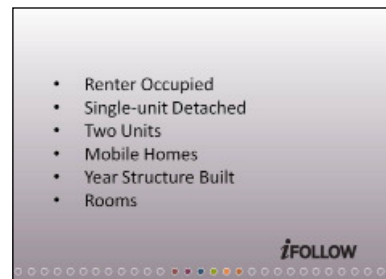 • Renter Occupied
• Single-unit Detached
• Two Units
• Mobile Homes
• Year Structure Built
• Rooms
iFOLLOW